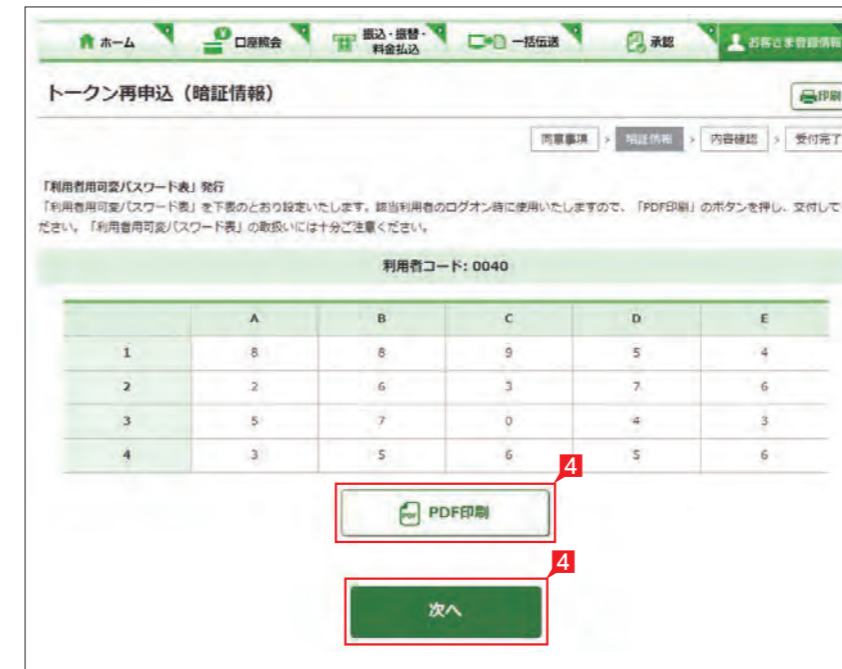 ホーム
口座照会
振込・振替・
料金払込
一括伝送
承認
お客さま登録情報
トークン再申込（暗証情報）
印刷
同意事項 > 暗証情報 > 内容確認 > 受付完了
「利用者用可変パスワード表」発行
「利用者用可変パスワード表」を下表のとおり設定いたします。該当利用者のログオン時に使用いたしますので、「PDF印刷」のボタンを押し、交付して
ださい。「利用者用可変パスワード表」の取扱いには十分ご注意ください。
利用者コード: 0040
A B C D E
1 8 8 9 5 4
2 2 6 3 7 6
3 5 7 0 4 3
4 3 5 6 5 6
4
PDF PDF印刷
4
次へ